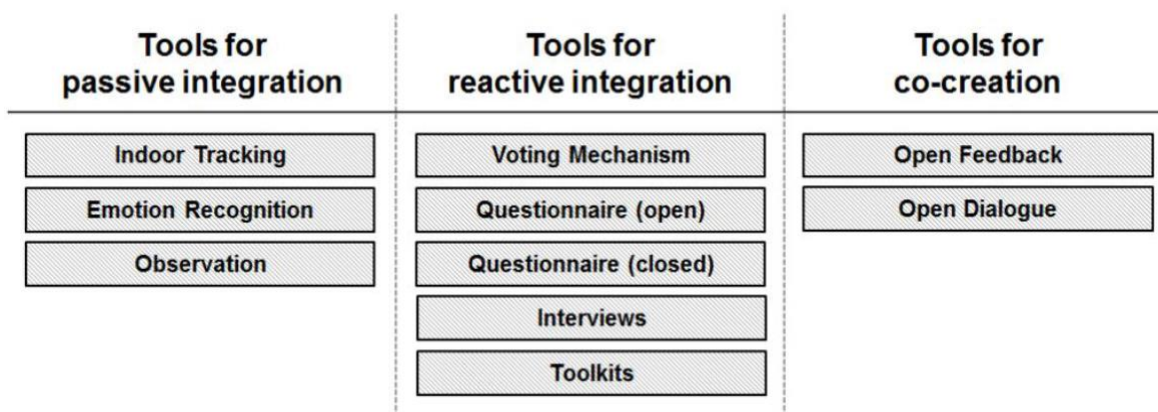 Tools for
passive integration
Indoor Tracking
Emotion Recognition
Observation
Tools for
reactive integration
Voting Mechanism
Questionnaire (open)
Questionnaire (closed)
Interviews
Toolkits
Tools for
co-creation
Open Feedback
Open Dialogue